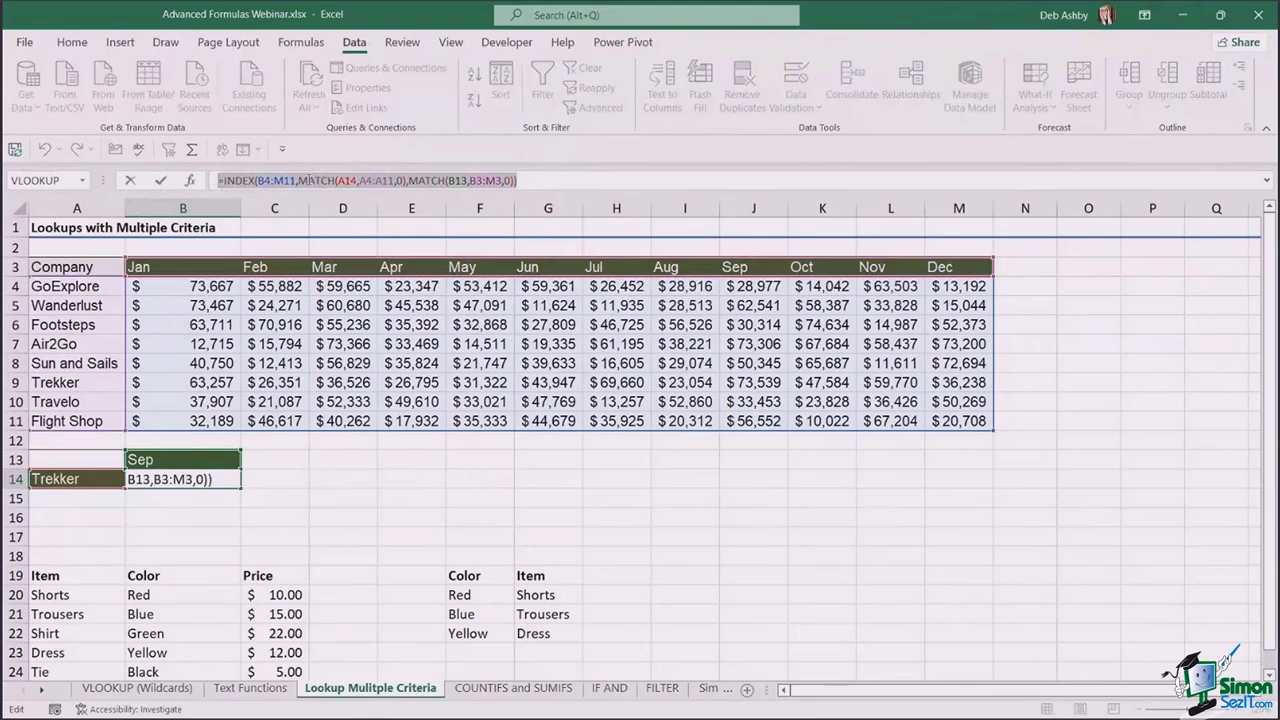 Advanced Formulas Webinar.xlsx - Excel
Search (Alt+Q)
Deb Ashby
File Home Insert Draw Page Layout Formulas Data Review View Developer Help Power Pivot
Share
Get Data From Text/CSV From Web From Table/ Range Recent Sources Existing Connections Refresh All Queries & Connections Properties Edit Links Sort Filter Clear Reapply Advanced Text to Columns Flash Fill Remove Duplicates Data Validation Consolidate Relationships Manage Data Model What-If Analysis Forecast Sheet Group Ungroup Subtotal
Get & Transform Data Queries & Connections Sort & Filter Data Tools Forecast Outline
VLOOKUP
=INDEX(B4:M11,MATCH(A14,A4:A11,0),MATCH(B13,B3:M3,0))
A B C D E F G H I J K L M N O P Q
1 Lookups with Multiple Criteria
2
3 Company Jan Feb Mar Apr May Jun Jul Aug Sep Oct Nov Dec
4 GoExplore $ 73,667 $ 55,882 $ 59,665 $ 23,347 $ 53,412 $ 59,361 $ 26,452 $ 28,916 $ 28,977 $ 14,042 $ 63,503 $ 13,192
5 Wanderlust $ 73,467 $ 24,271 $ 60,680 $ 45,538 $ 47,091 $ 11,624 $ 11,935 $ 28,513 $ 62,541 $ 58,387 $ 33,828 $ 15,044
6 Footsteps $ 63,711 $ 70,916 $ 55,236 $ 35,392 $ 32,868 $ 27,809 $ 46,725 $ 56,526 $ 30,314 $ 74,634 $ 14,987 $ 52,373
7 Air2Go $ 12,715 $ 15,794 $ 73,366 $ 33,469 $ 14,511 $ 19,335 $ 61,195 $ 38,221 $ 73,306 $ 67,684 $ 58,437 $ 73,200
8 Sun and Sails $ 40,750 $ 12,413 $ 56,829 $ 35,824 $ 21,747 $ 39,633 $ 16,605 $ 29,074 $ 50,345 $ 65,687 $ 11,611 $ 72,694
9 Trekker $ 63,257 $ 26,351 $ 36,526 $ 26,795 $ 31,322 $ 43,947 $ 69,660 $ 23,054 $ 73,539 $ 47,584 $ 59,770 $ 36,238
10 Travelo $ 37,907 $ 21,087 $ 52,333 $ 49,610 $ 33,021 $ 47,769 $ 13,257 $ 52,860 $ 33,453 $ 23,828 $ 36,426 $ 50,269
11 Flight Shop $ 32,189 $ 46,617 $ 40,262 $ 17,932 $ 35,333 $ 44,679 $ 35,925 $ 20,312 $ 56,552 $ 10,022 $ 67,204 $ 20,708
12
13 Sep
14 Trekker B13,B3:M3,0))
15
16
17
18
19 Item Color Price Color Item
20 Shorts Red $ 10.00 Red Shorts
21 Trousers Blue $ 15.00 Blue Trousers
22 Shirt Green $ 22.00 Yellow Dress
23 Dress Yellow $ 12.00
24 Tie Black $ 5.00
VLOOKUP (Wildcards) Text Functions Lookup Mulitple Criteria COUNTIFS and SUMIFS IF AND FILTER Sim ...
Edit Accessibility: Investigate
Simon SezIT.com